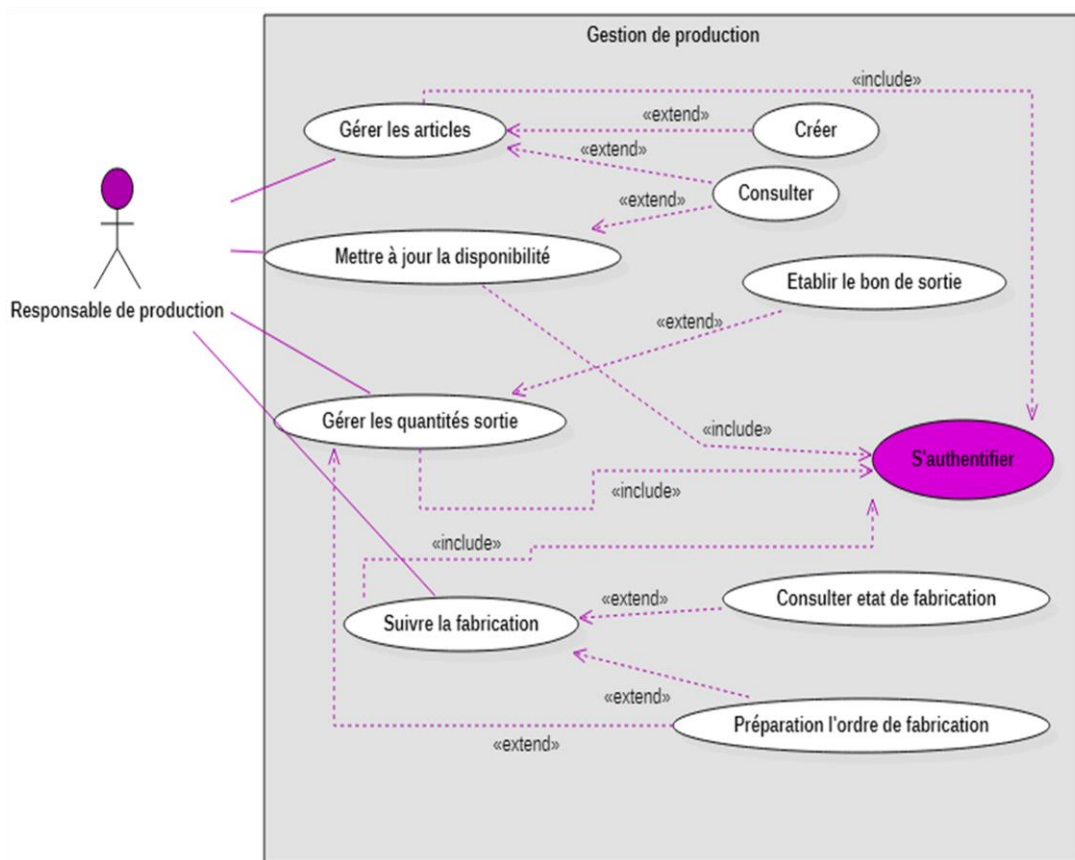 Gestion de production
«include»
Gérer les articles
«extend»
Créer
«extend»
Consulter
«extend»
Mettre à jour la disponibilité
Etablir le bon de sortie
Responsable de production
«extend»
Gérer les quantités sortie
«include»
S'authentifier
«include»
«include»
Suivre la fabrication
«extend»
Consulter etat de fabrication
«extend»
Préparation l'ordre de fabrication
«extend»